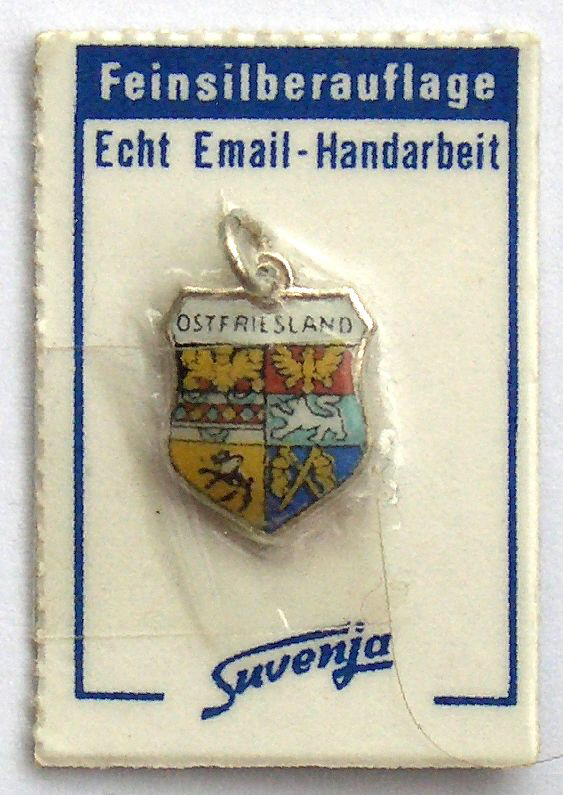 Feinsilberauflage
Echt Email-Handarbeit
OSTFRIESLAND
Suvenja